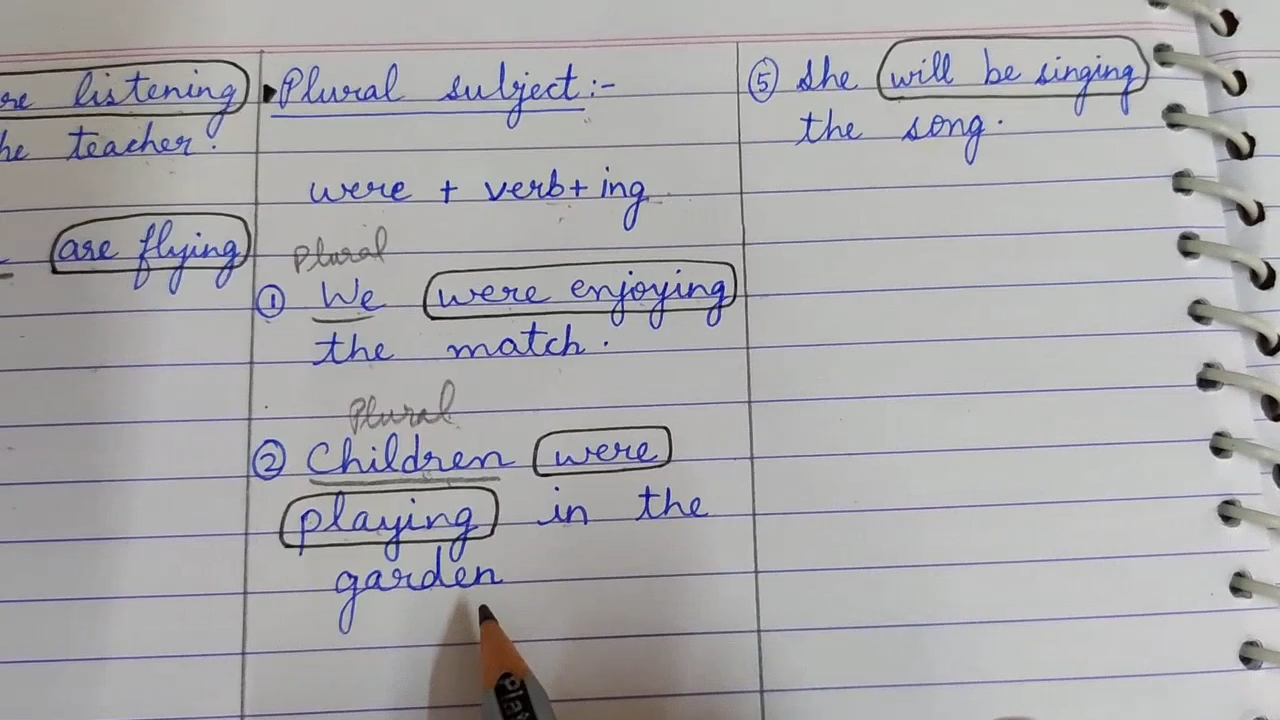 listening
teacher.
are flying
Plural subject:-
were + verb + ing
Plural
① We were enjoying
the match.
Plural
② Children were
playing in the
garden
⑤ She will be singing
the song.